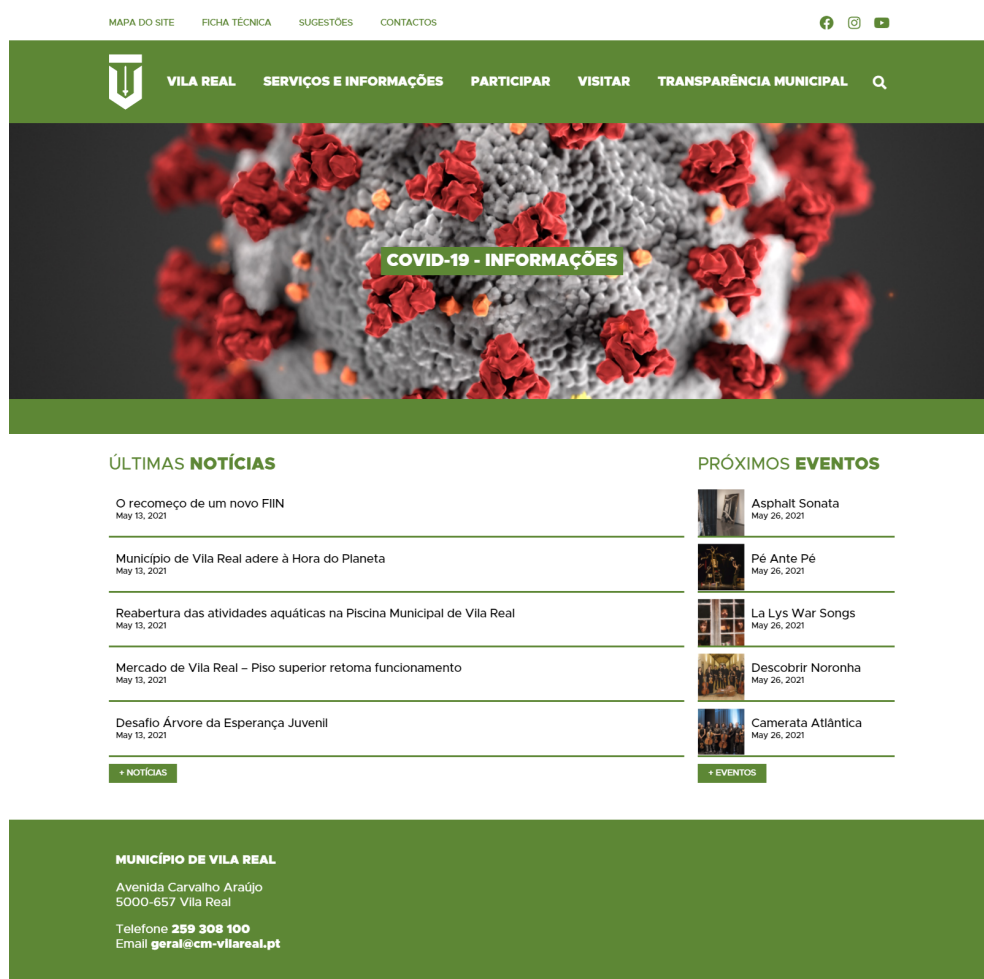 MAPA DO SITE FICHA TÉCNICA SUGESTÕES CONTACTOS
VILA REAL SERVIÇOS E INFORMAÇÕES PARTICIPAR VISITAR TRANSPARÊNCIA MUNICIPAL
COVID-19 - INFORMAÇÕES
ÚLTIMAS NOTÍCIAS
O recomeço de um novo FIIN
May 13, 2021
Município de Vila Real adere à Hora do Planeta
May 13, 2021
Reabertura das atividades aquáticas na Piscina Municipal de Vila Real
May 13, 2021
Mercado de Vila Real – Piso superior retoma funcionamento
May 13, 2021
Desafio Árvore da Esperança Juvenil
May 13, 2021
+ NOTÍCIAS
PRÓXIMOS EVENTOS
Asphalt Sonata
May 26, 2021
Pé Ante Pé
May 26, 2021
La Lys War Songs
May 26, 2021
Descobrir Noronha
May 26, 2021
Camerata Atlântica
May 26, 2021
+ EVENTOS
MUNICÍPIO DE VILA REAL
Avenida Carvalho Araújo
5000-657 Vila Real
Telefone 259 308 100
Email geral@cm-vilareal.pt